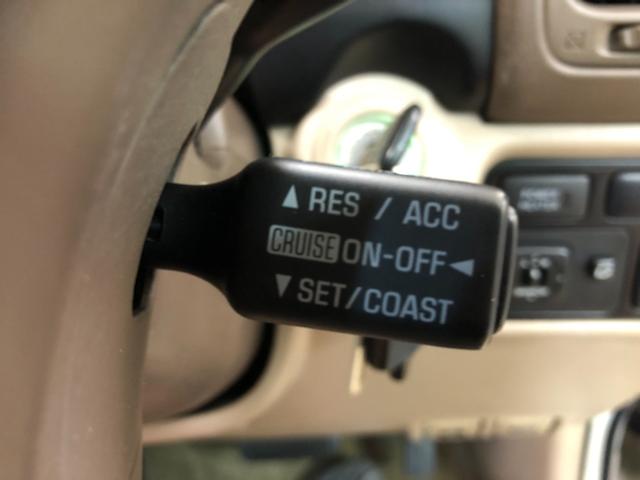 ▲ RES / ACC
CRUISE ON-OFF ◄
▼ SET/COAST